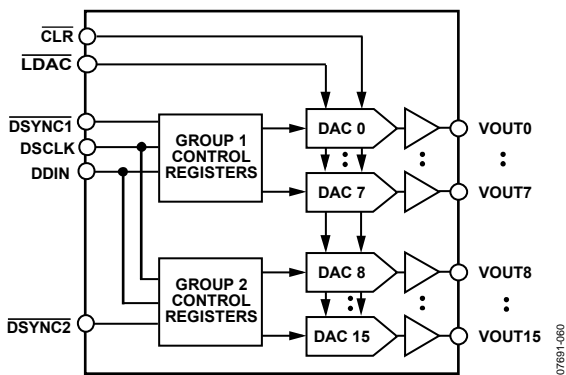 CLR
LDAC
DSYNC1
DSCLK
DDIN
DSYNC2
GROUP 1
CONTROL
REGISTERS
GROUP 2
CONTROL
REGISTERS
DAC 0
DAC 7
DAC 8
DAC 15
VOUT0
VOUT7
VOUT8
VOUT15
07691-060